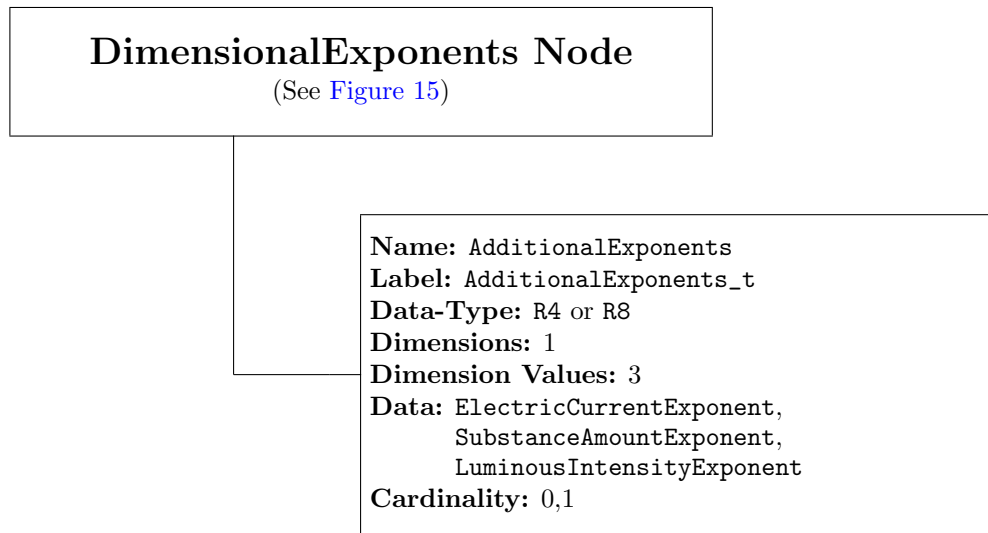 DimensionalExponents Node
(See Figure 15)
Name: AdditionalExponents
Label: AdditionalExponents_t
Data-Type: R4 or R8
Dimensions: 1
Dimension Values: 3
Data: ElectricCurrentExponent,
SubstanceAmountExponent,
LuminousIntensityExponent
Cardinality: 0,1